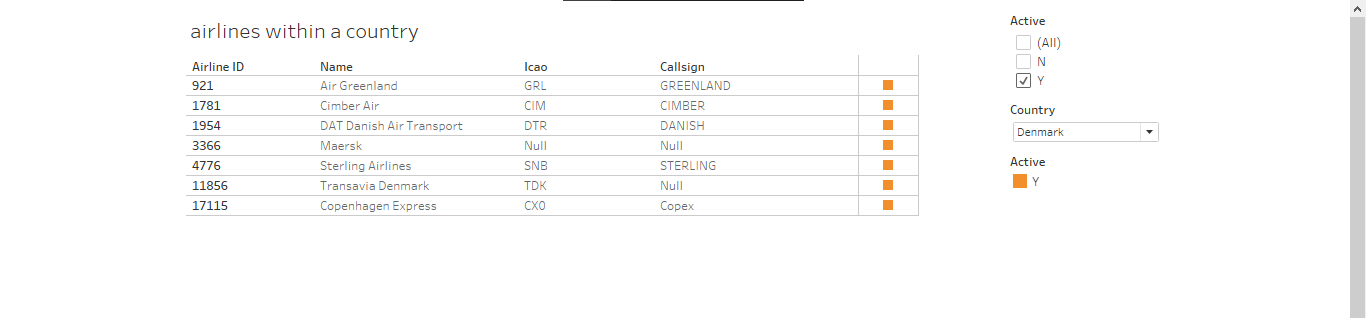 airlines within a country
Airline ID Name Icao Callsign
921 Air Greenland GRL GREENLAND
1781 Cimber Air CIM CIMBER
1954 DAT Danish Air Transport DTR DANISH
3366 Maersk Null Null
4776 Sterling Airlines SNB STERLING
11856 Transavia Denmark TDK Null
17115 Copenhagen Express CX0 Copex
Active
(All)
N
Y
Country
Denmark
Active
Y